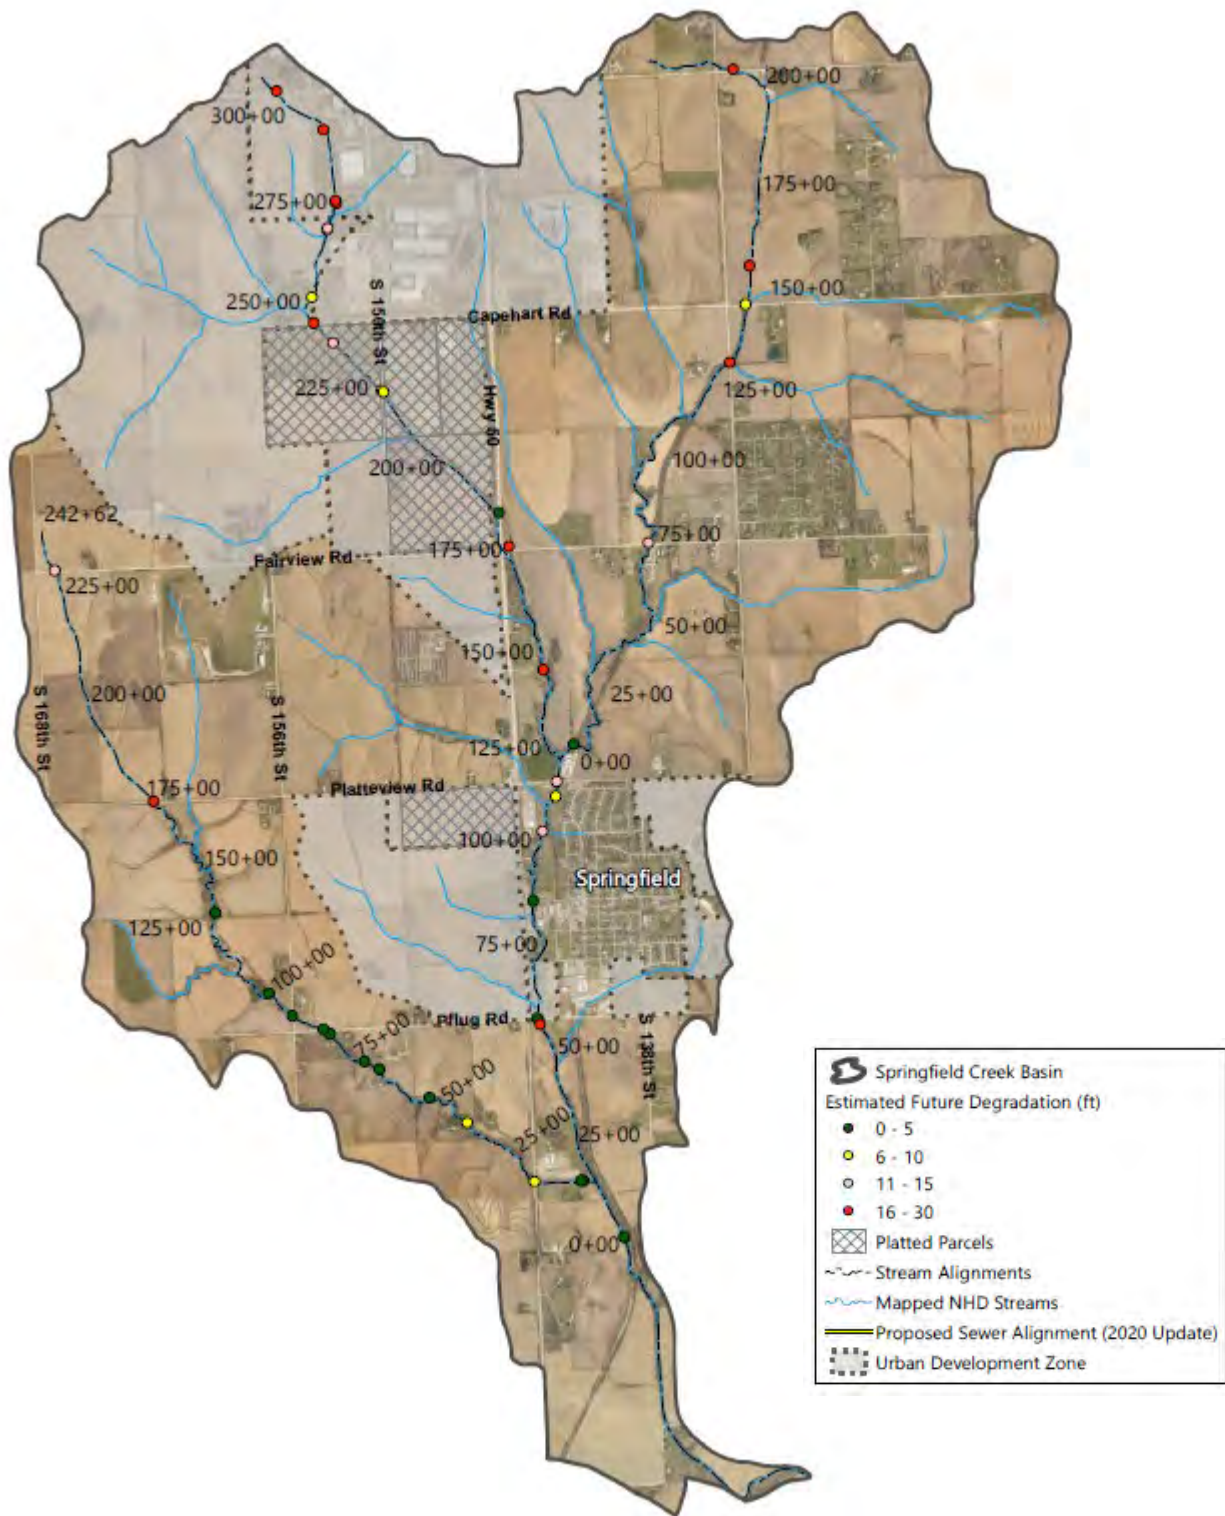 200+00
300+00
175+00
275+00
250+00
S 156th St
Capehart Rd
150+00
225+00
Hwy 50
125+00
200+00
100+00
242+62
175+00
75+00
Fairview Rd
225+00
50+00
150+00
200+00
25+00
S 168th St
S 156th St
125+00
0+00
175+00
Platteview Rd
100+00
150+00
Springfield
125+00
75+00
100+00
Pflug Rd
75+00
50+00
S 138th St
50+00
25+00
25+00
0+00
Springfield Creek Basin
Estimated Future Degradation (ft)
0 - 5
6 - 10
11 - 15
16 - 30
Platted Parcels
Stream Alignments
Mapped NHD Streams
Proposed Sewer Alignment (2020 Update)
Urban Development Zone